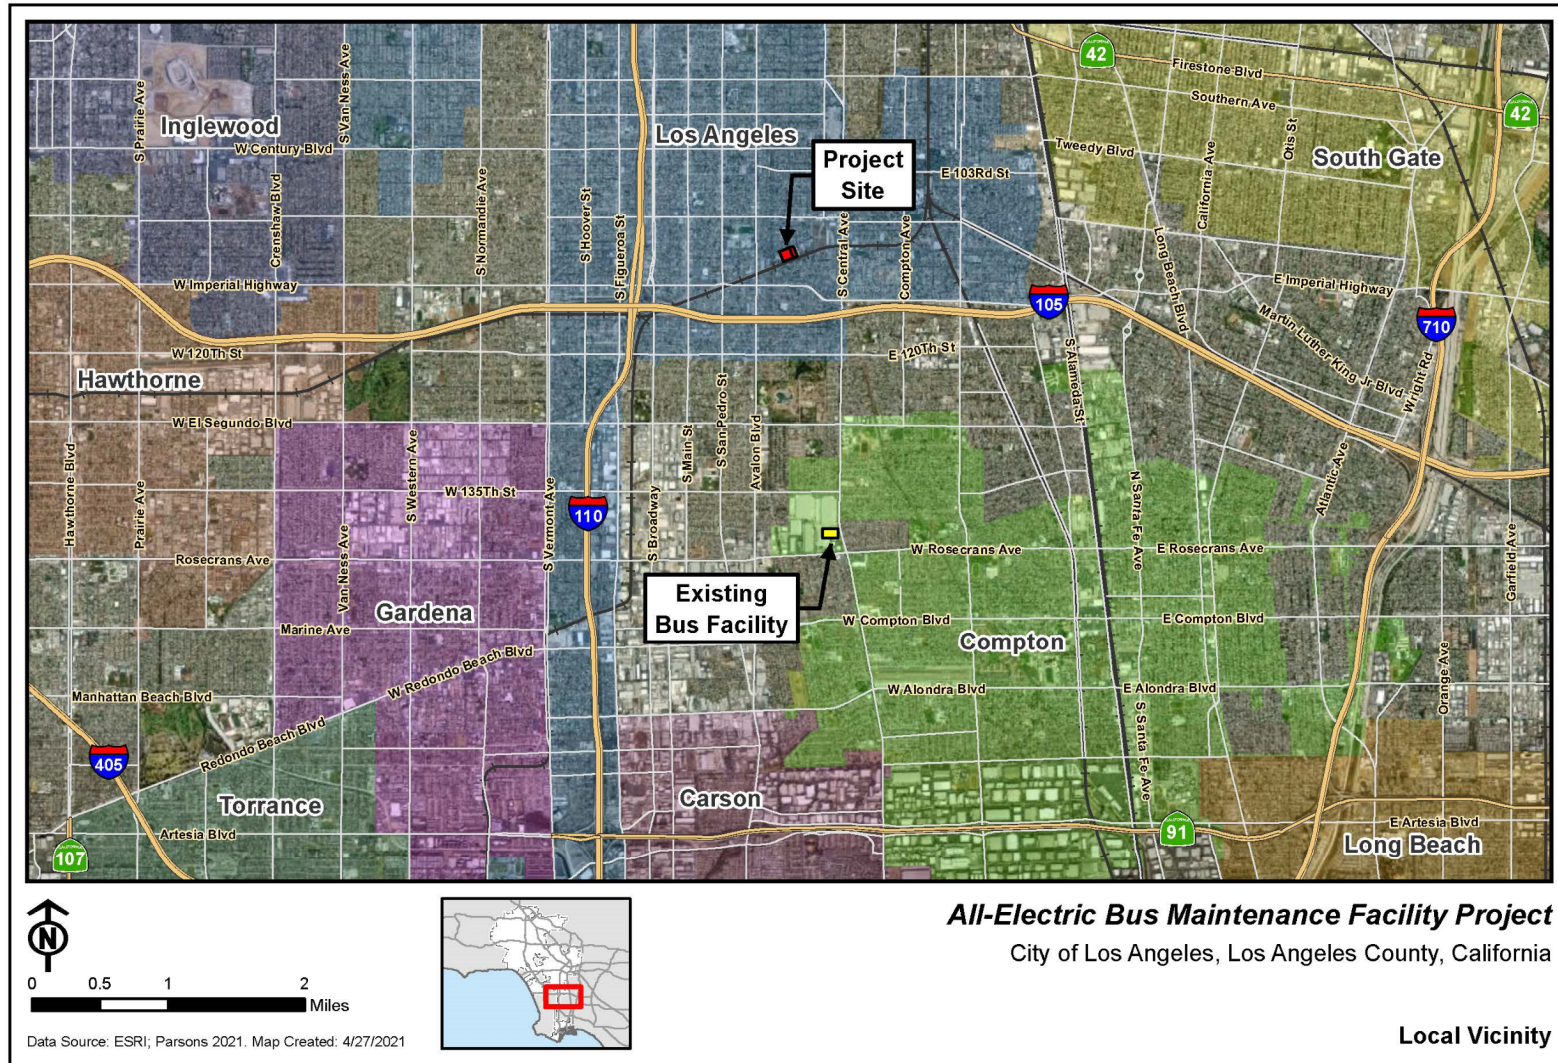 42
Firestone Blvd
Southern Ave
42
Inglewood
S Prairie Ave
S Van Ness Ave
W Century Blvd
Los Angeles
Project
Site
E 103Rd St
Tweedy Blvd
California Ave
Otis St
South Gate
Crenshaw Blvd
S Normandie Ave
S Hoover St
S Figueroa St
S Central Ave
Compton Ave
Long Beach Blvd
W Imperial Highway
E Imperial Highway
105
710
Martin Luther King Jr Blvd
Wright Rd
W 120Th St
E 120Th St
S Alameda St
Hawthorne
W El Segundo Blvd
Hawthorne Blvd
Prairie Ave
S Western Ave
W 135Th St
S Vermont Ave
110
S Broadway
S Main St
S San Pedro St
Avalon Blvd
N Santa Fe Ave
Atlantic Ave
Garfield Ave
Rosecrans Ave
Van Ness Ave
W Rosecrans Ave
E Rosecrans Ave
Existing
Bus Facility
Gardena
Marine Ave
W Compton Blvd
E Compton Blvd
Compton
W Redondo Beach Blvd
Manhattan Beach Blvd
W Alondra Blvd
E Alondra Blvd
Orange Ave
S Santa Fe Ave
Redondo Beach Blvd
405
Torrance
Carson
Artesia Blvd
107
91
E Artesia Blvd
Long Beach
N
0 0.5 1 2
Miles
Data Source: ESRI; Parsons 2021. Map Created: 4/27/2021
All-Electric Bus Maintenance Facility Project
City of Los Angeles, Los Angeles County, California
Local Vicinity